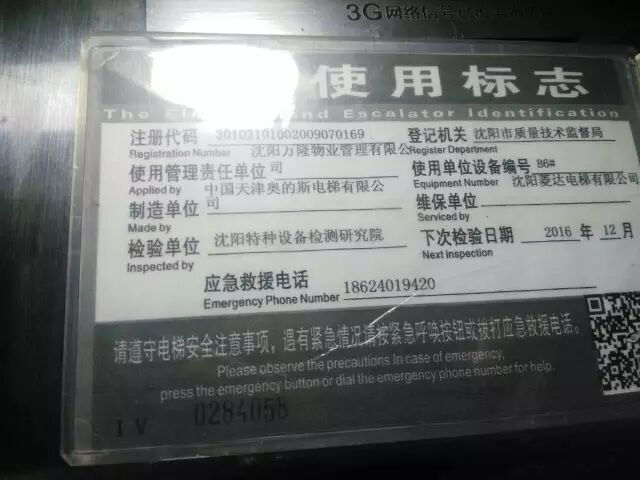 3G网络信号已
使用标志
The El and Escalator Identification
注册代码 30102101002009070169 登记机关 沈阳市质量技术监督局
Registration Number 沈阳万隆物业管理有限公 Register Department
使用管理责任单位 司 使用单位设备编号 86#
Applied by 中国天津奥的斯电梯有限公 Equipment Number 沈阳菱达电梯有限公司
制造单位 司 维保单位
Made by Serviced by
检验单位 沈阳特种设备检测研究院 下次检验日期 2016 年 12 月
Inspected by Next inspection
应急救援电话 18624019420
Emergency Phone Number
请遵守电梯安全注意事项，遇有紧急情况请按紧急呼唤按钮或拨打应急救援电话。
Please observe the precautions.In case of emergency,
press the emergency button or dial the emergency phone number for help.
I V 0284058